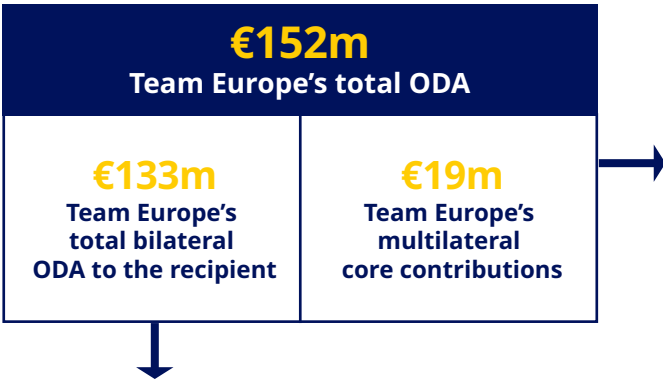 €152m
Team Europe's total ODA
€133m
Team Europe's
total bilateral
ODA to the recipient
€19m
Team Europe's
multilateral
core contributions